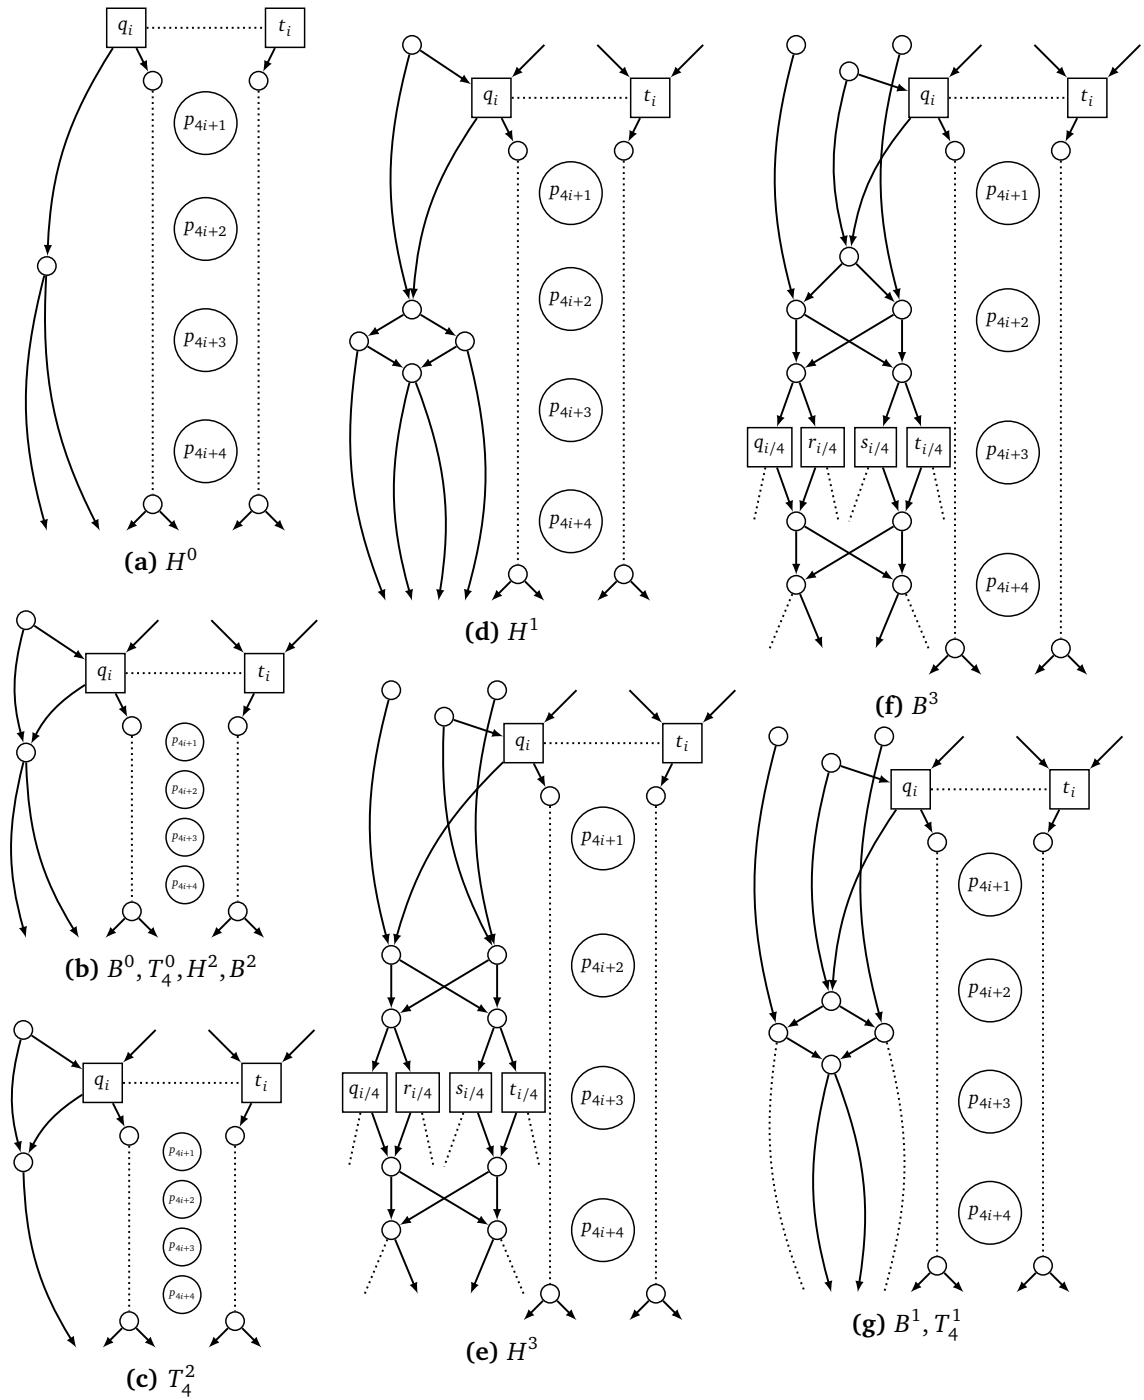 q_i t_i
p_{4i+1}
p_{4i+2}
p_{4i+3}
p_{4i+4}
(a) H^0
q_i t_i
p_{4i+1}
p_{4i+2}
p_{4i+3}
p_{4i+4}
(b) B^0, T_4^0, H^2, B^2
q_i t_i
p_{4i+1}
p_{4i+2}
p_{4i+3}
p_{4i+4}
(c) T_4^2
q_i t_i
p_{4i+1}
p_{4i+2}
p_{4i+3}
p_{4i+4}
(d) H^1
q_i t_i
p_{4i+1}
p_{4i+2}
q_{i/4} r_{i/4} s_{i/4} t_{i/4} p_{4i+3}
p_{4i+4}
(e) H^3
q_i t_i
p_{4i+1}
p_{4i+2}
q_{i/4} r_{i/4} s_{i/4} t_{i/4} p_{4i+3}
p_{4i+4}
(f) B^3
q_i t_i
p_{4i+1}
p_{4i+2}
p_{4i+3}
p_{4i+4}
(g) B^1, T_4^1